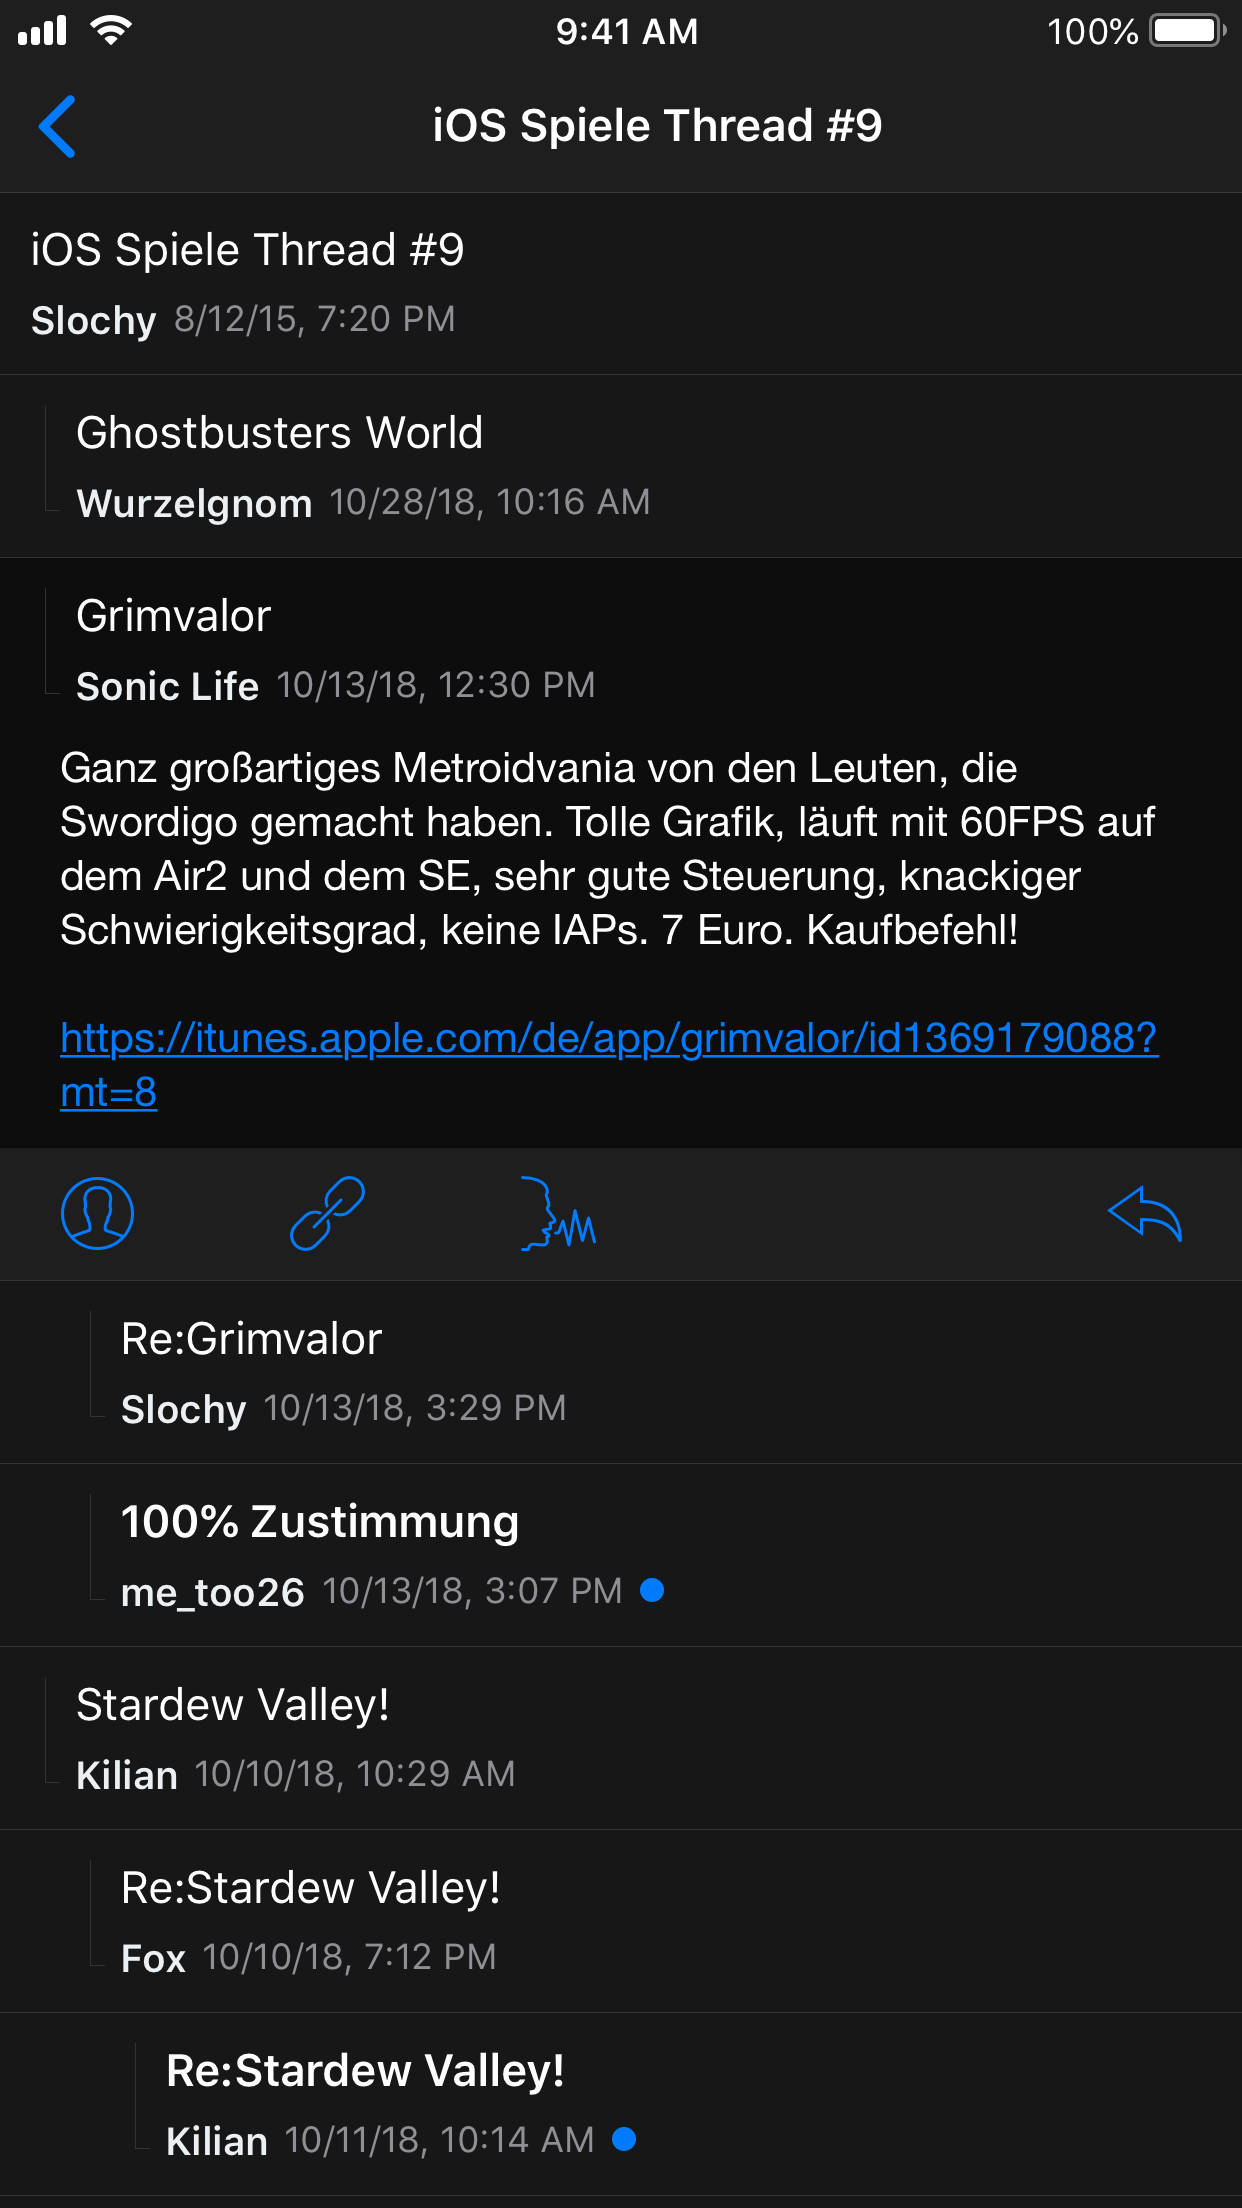 9:41 AM
100%
iOS Spiele Thread #9
iOS Spiele Thread #9
Slochy 8/12/15, 7:20 PM
Ghostbusters World
Wurzelgnom 10/28/18, 10:16 AM
Grimvalor
Sonic Life 10/13/18, 12:30 PM
Ganz großartiges Metroidvania von den Leuten, die
Swordigo gemacht haben. Tolle Grafik, läuft mit 60FPS auf
dem Air2 und dem SE, sehr gute Steuerung, knackiger
Schwierigkeitsgrad, keine IAPs. 7 Euro. Kaufbefehl!
https://itunes.apple.com/de/app/grimvalor/id1369179088?
mt=8
Re:Grimvalor
Slochy 10/13/18, 3:29 PM
100% Zustimmung
me_too26 10/13/18, 3:07 PM
Stardew Valley!
Kilian 10/10/18, 10:29 AM
Re:Stardew Valley!
Fox 10/10/18, 7:12 PM
Re:Stardew Valley!
Kilian 10/11/18, 10:14 AM